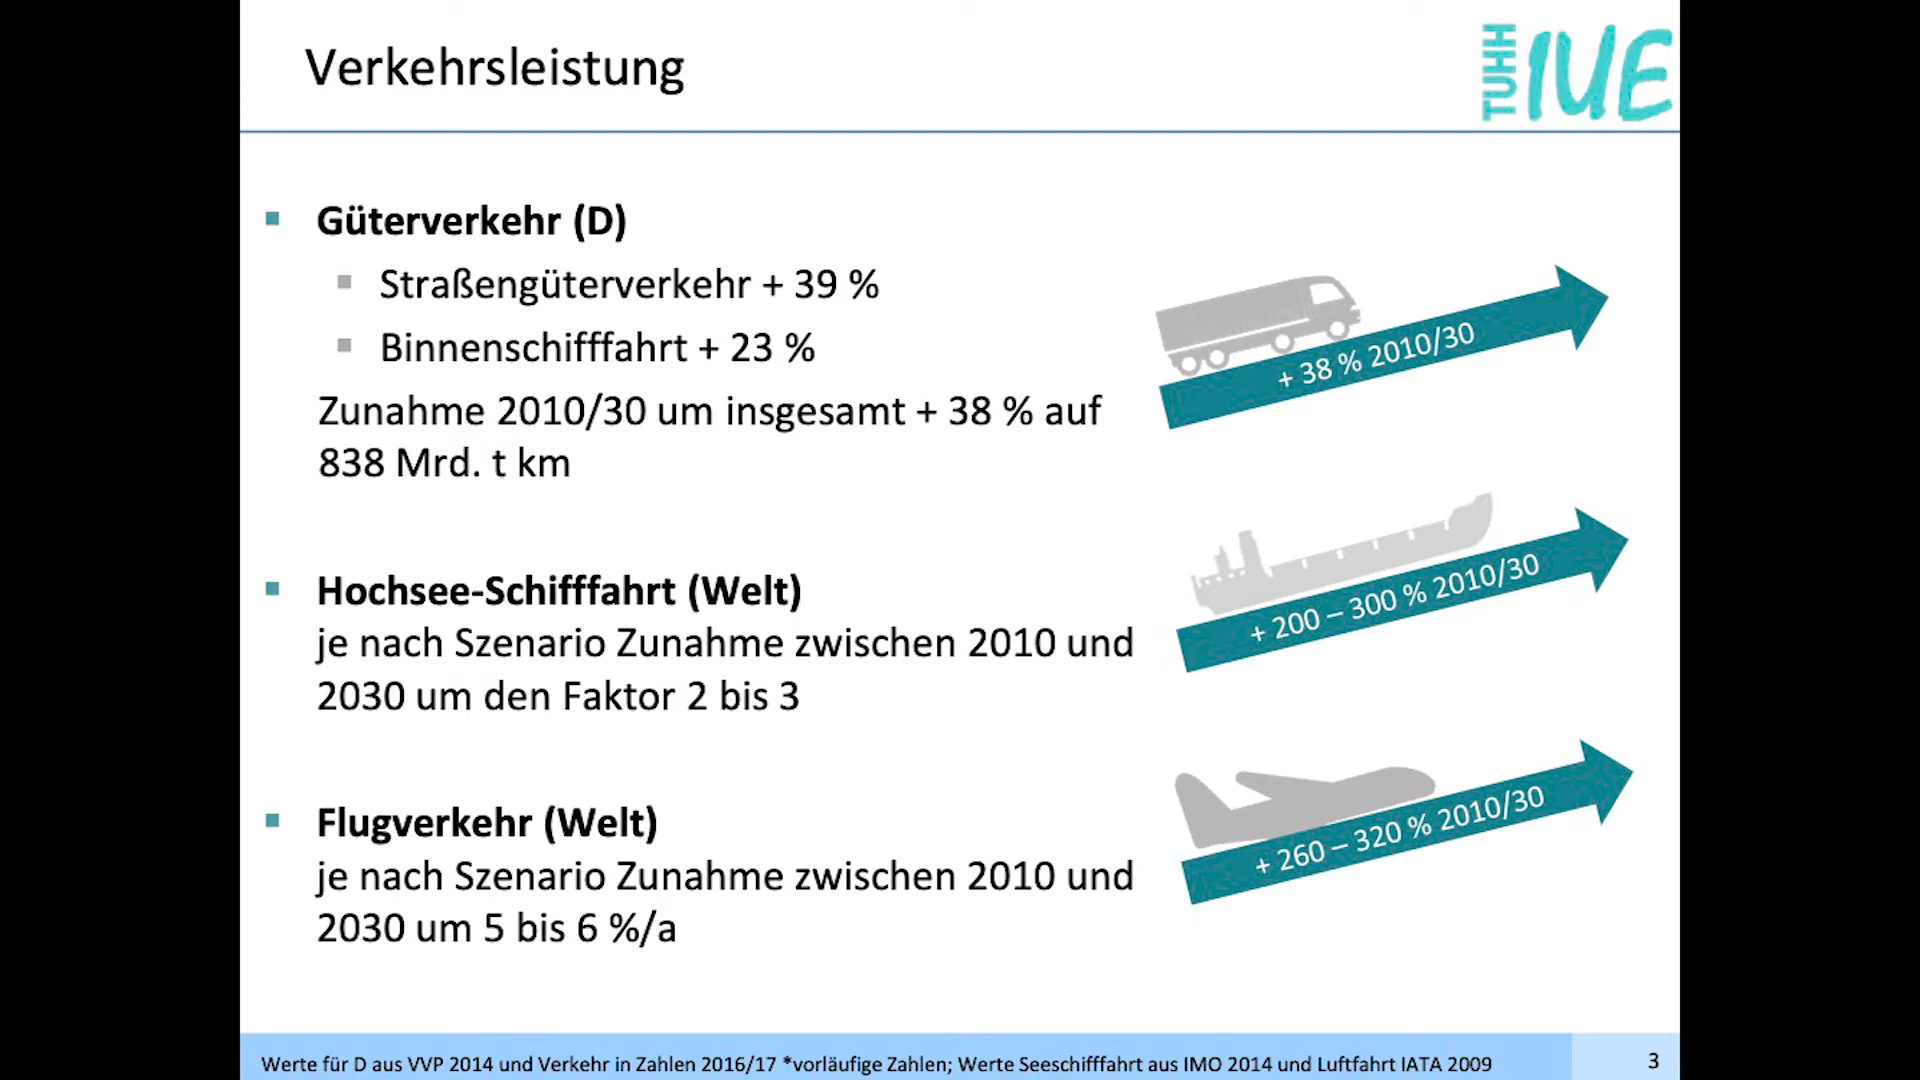 Verkehrsleistung
TUHH
IUE
Güterverkehr (D)
Straßengüterverkehr + 39 %
Binnenschifffahrt + 23 %
Zunahme 2010/30 um insgesamt + 38 % auf
838 Mrd. t km
+ 38 % 2010/30
Hochsee-Schifffahrt (Welt)
je nach Szenario Zunahme zwischen 2010 und
2030 um den Faktor 2 bis 3
+ 200 – 300 % 2010/30
Flugverkehr (Welt)
je nach Szenario Zunahme zwischen 2010 und
2030 um 5 bis 6 %/a
+ 260 – 320 % 2010/30
Werte für D aus VVP 2014 und Verkehr in Zahlen 2016/17 *vorläufige Zahlen; Werte Seeschifffahrt aus IMO 2014 und Luftfahrt IATA 2009
3